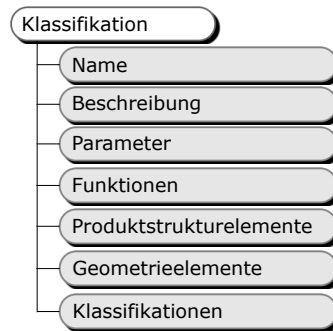 Klassifikation
Name
Beschreibung
Parameter
Funktionen
Produktstrukturelemente
Geometrieelemente
Klassifikationen